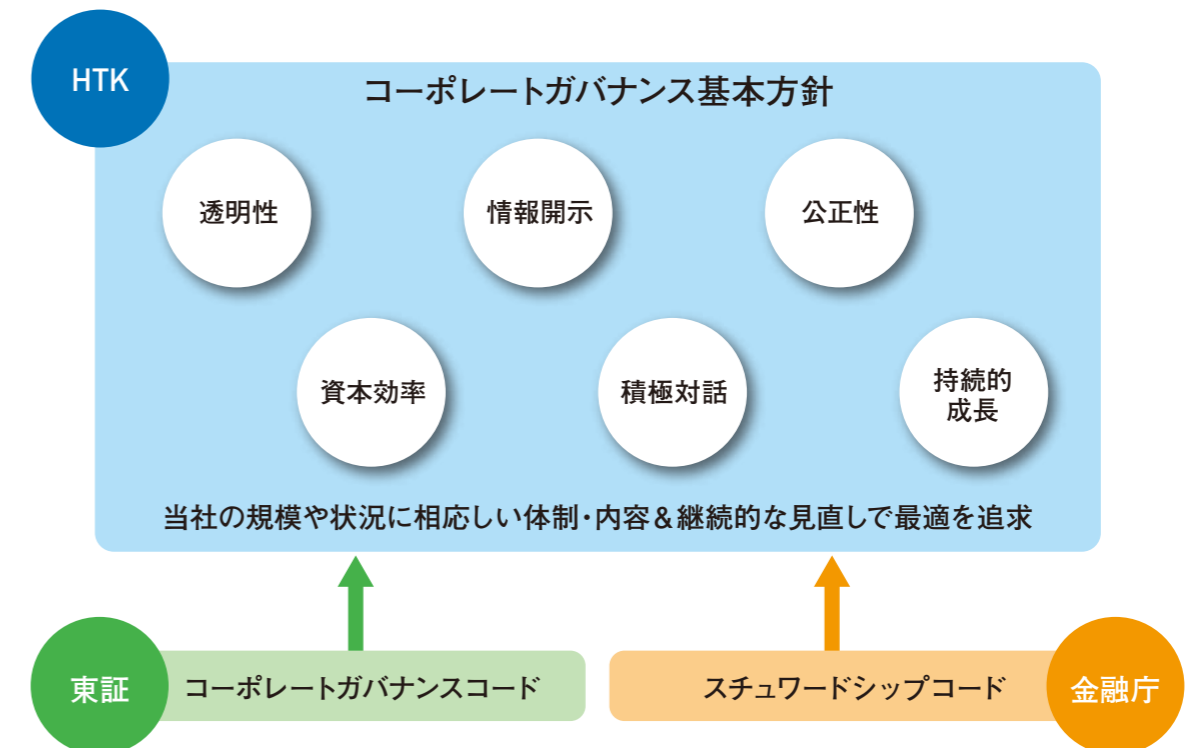 HTK
コーポレートガバナンス基本方針
透明性
情報開示
公正性
資本効率
積極対話
持続的
成長
当社の規模や状況に相応しい体制・内容＆継続的な見直しで最適を追求
東証
コーポレートガバナンスコード
スチュワードシップコード
金融庁